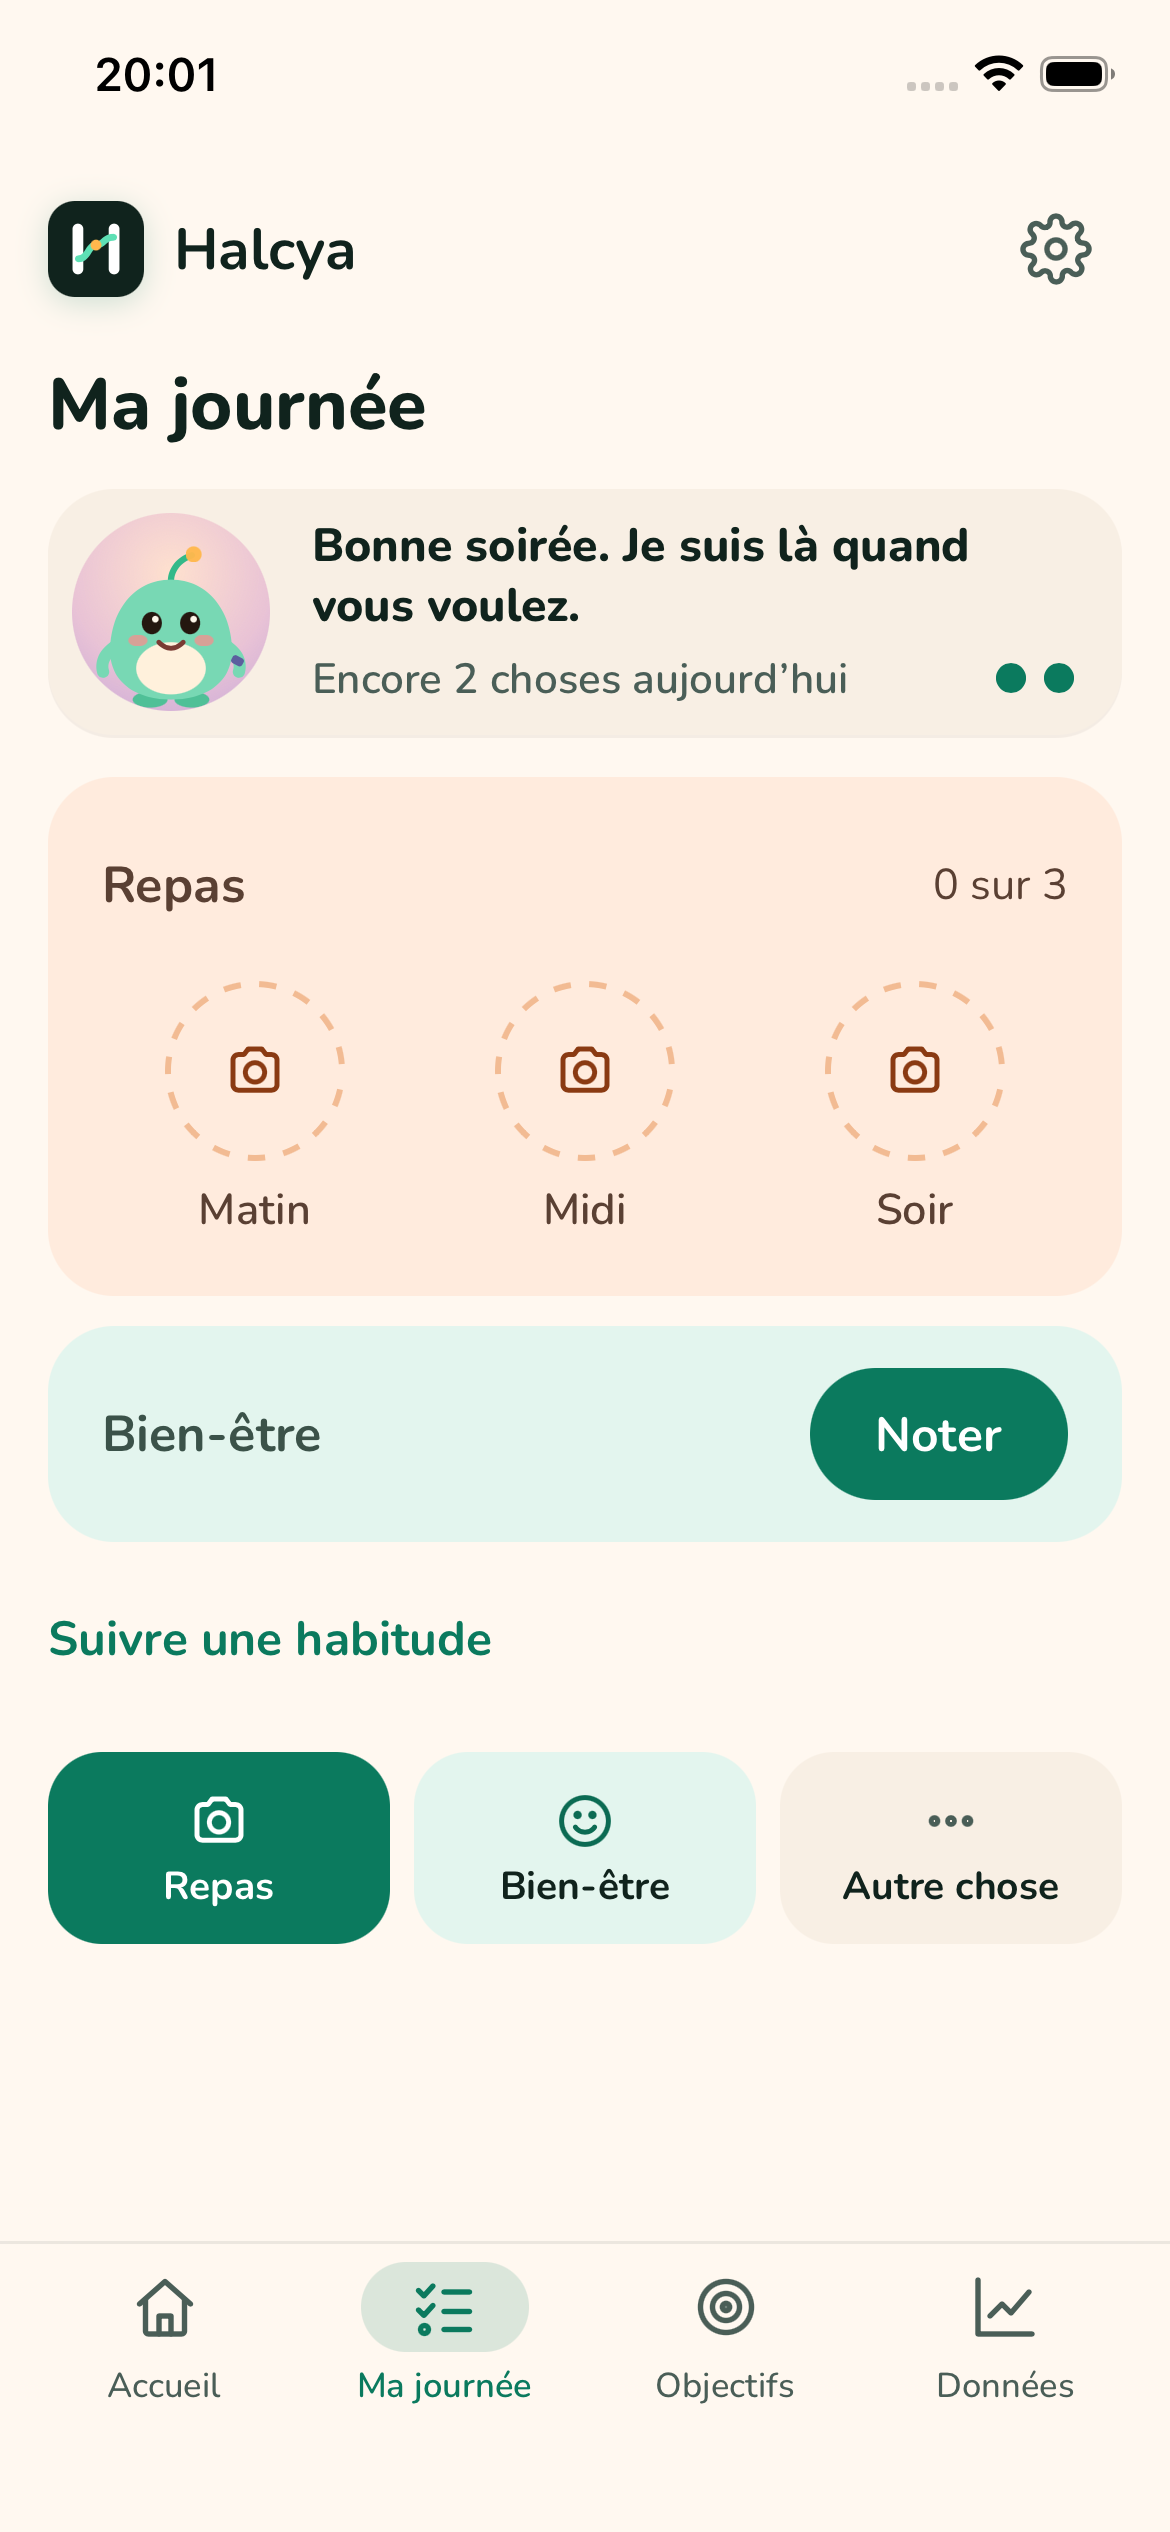 20:01
Halcya
Ma journée
Bonne soirée. Je suis là quand
vous voulez.
Encore 2 choses aujourd’hui
Repas
0 sur 3
Matin
Midi
Soir
Bien-être
Noter
Suivre une habitude
Repas
Bien-être
Autre chose
Accueil
Ma journée
Objectifs
Données